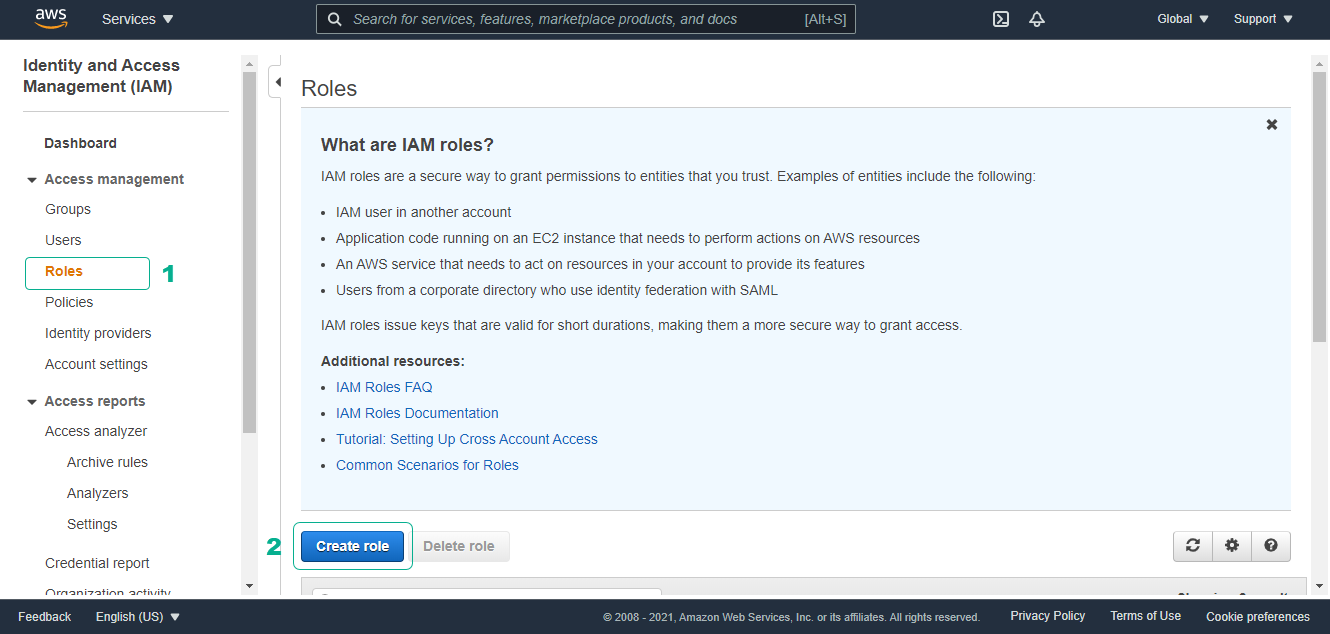 aws
Services
Search for services, features, marketplace products, and docs [Alt+S]
Global
Support
Identity and Access
Management (IAM)
Dashboard
Access management
Groups
Users
Roles
1
Policies
Identity providers
Account settings
Access reports
Access analyzer
Archive rules
Analyzers
Settings
Credential report
Organization activity
Roles
What are IAM roles?
IAM roles are a secure way to grant permissions to entities that you trust. Examples of entities include the following:
• IAM user in another account
• Application code running on an EC2 instance that needs to perform actions on AWS resources
• An AWS service that needs to act on resources in your account to provide its features
• Users from a corporate directory who use identity federation with SAML
IAM roles issue keys that are valid for short durations, making them a more secure way to grant access.
Additional resources:
• IAM Roles FAQ
• IAM Roles Documentation
• Tutorial: Setting Up Cross Account Access
• Common Scenarios for Roles
2
Create role
Delete role
Feedback
English (US)
© 2008 - 2021, Amazon Web Services, Inc. or its affiliates. All rights reserved.
Privacy Policy
Terms of Use
Cookie preferences